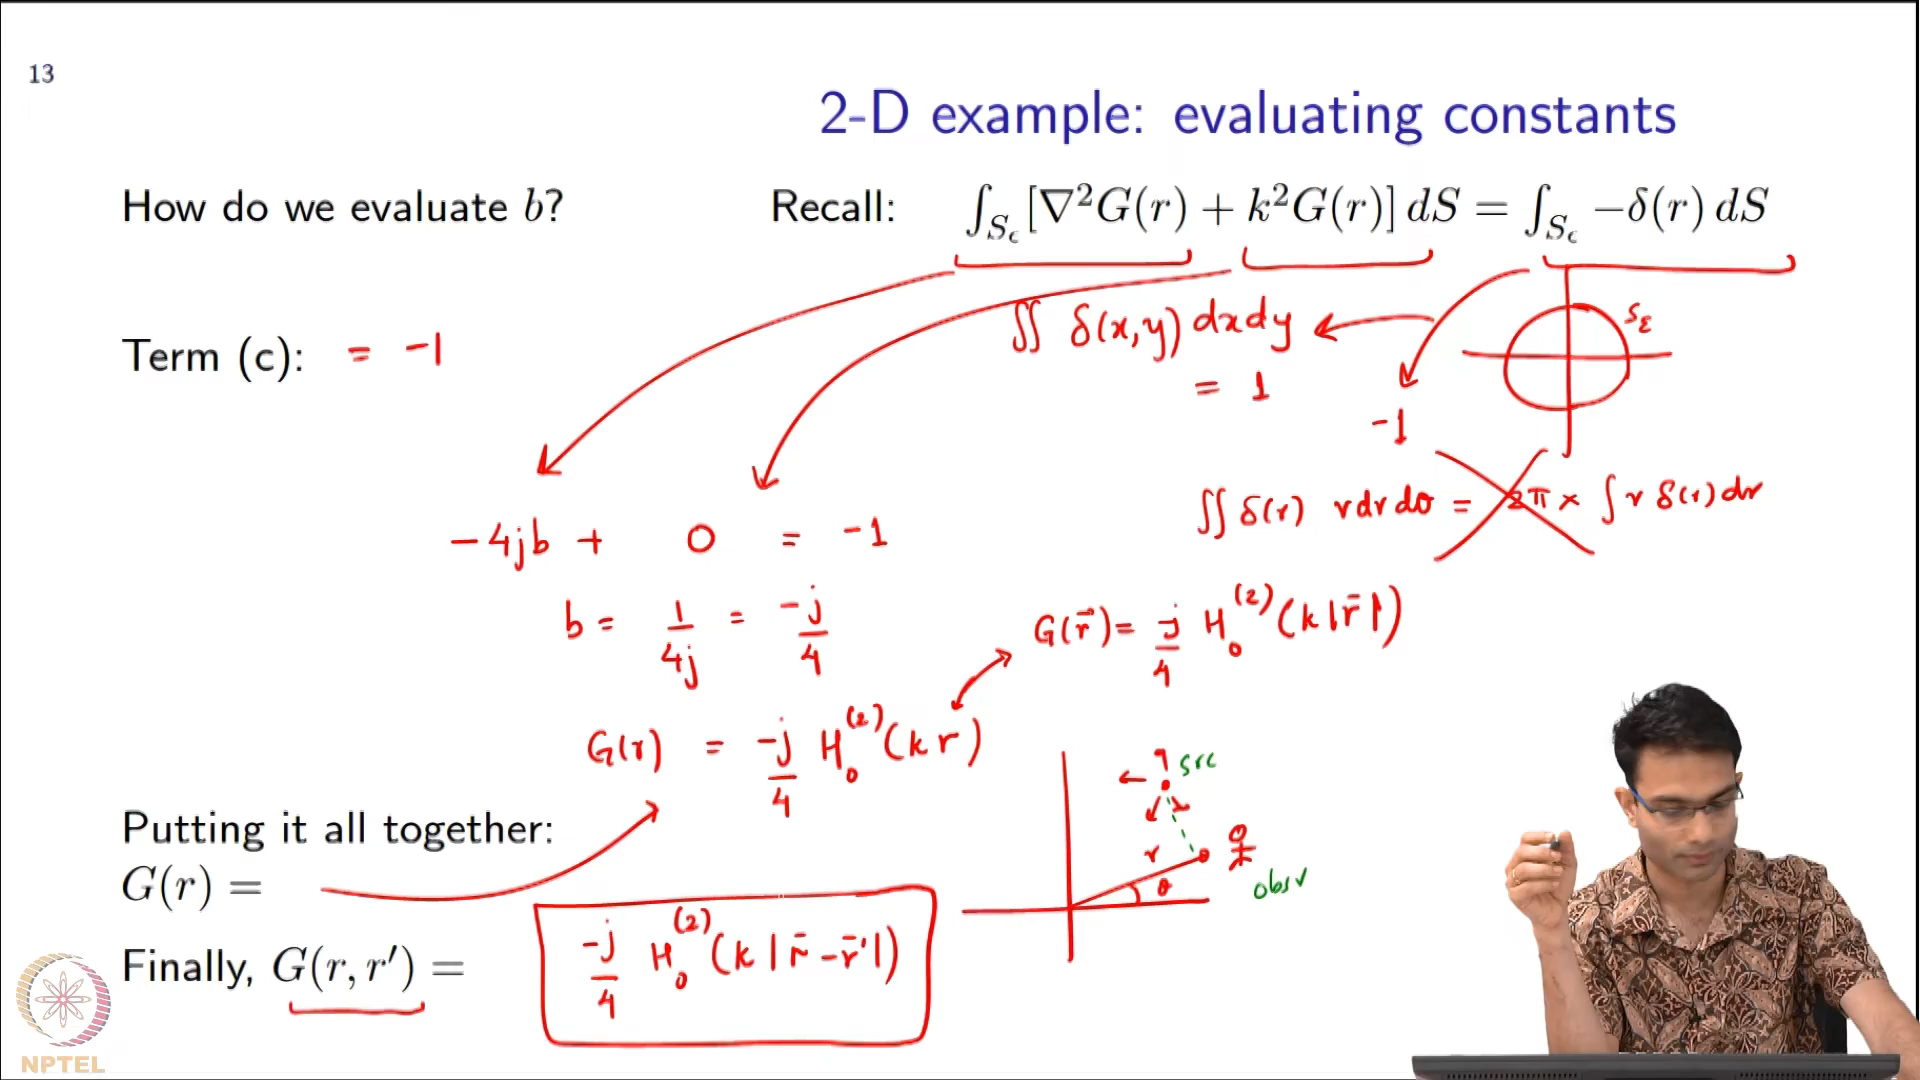 13
2-D example: evaluating constants
How do we evaluate b?
Recall: ∫_{S_ϵ} [∇²G(r) + k²G(r)] dS = ∫_{S_ϵ} −δ(r) dS
Term (c): = -1
∬ δ(x,y) dxdy
= 1
S_ε
-1
∬ δ(r) rdrdθ = 2π × ∫ r δ(r) dr
-4jb + 0 = -1
b = 1/4j = -j/4
G(r̄) = -j/4 H₀^(2) (k|r̄|)
G(r) = -j/4 H₀^(2) (kr)
src
r
θ
obsv
Putting it all together:
G(r) =
Finally, G(r, r′) = -j/4 H₀^(2) (k|r̄ - r̄′|)
NPTEL